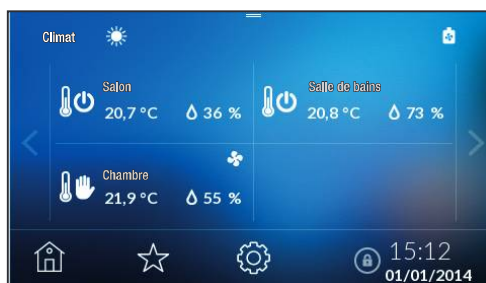 Climat
Salon
20,7 °C 36 %
Salle de bains
20,8 °C 73 %
Chambre
21,9 °C 55 %
15:12
01/01/2014